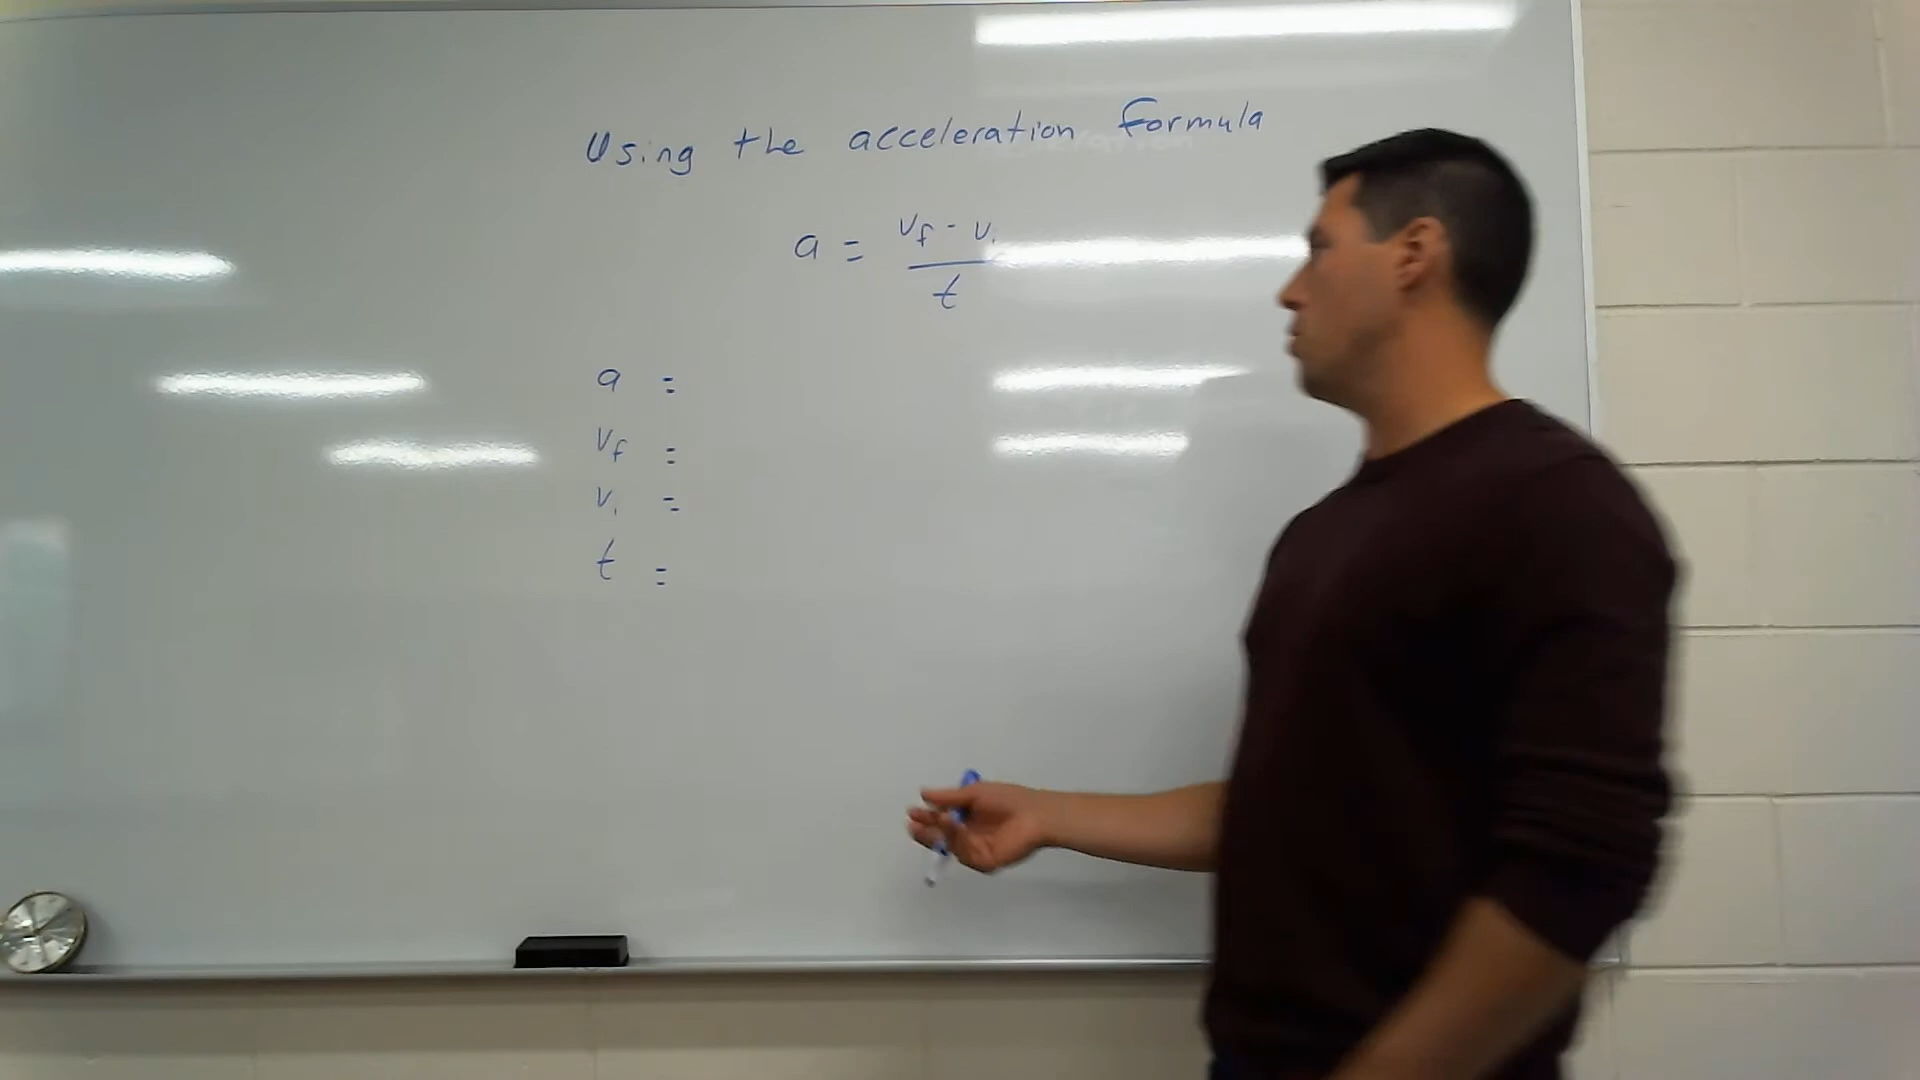 Using the acceleration formula
a = vf - vi
t
a =
vf =
vi =
t =